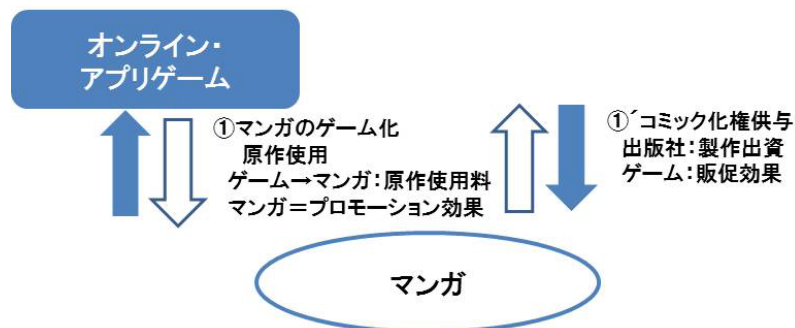 オンライン・
アプリゲーム
①マンガのゲーム化
原作使用
ゲーム→マンガ：原作使用料
マンガ＝プロモーション効果
①´コミック化権供与
出版社：製作出資
ゲーム：販促効果
マンガ